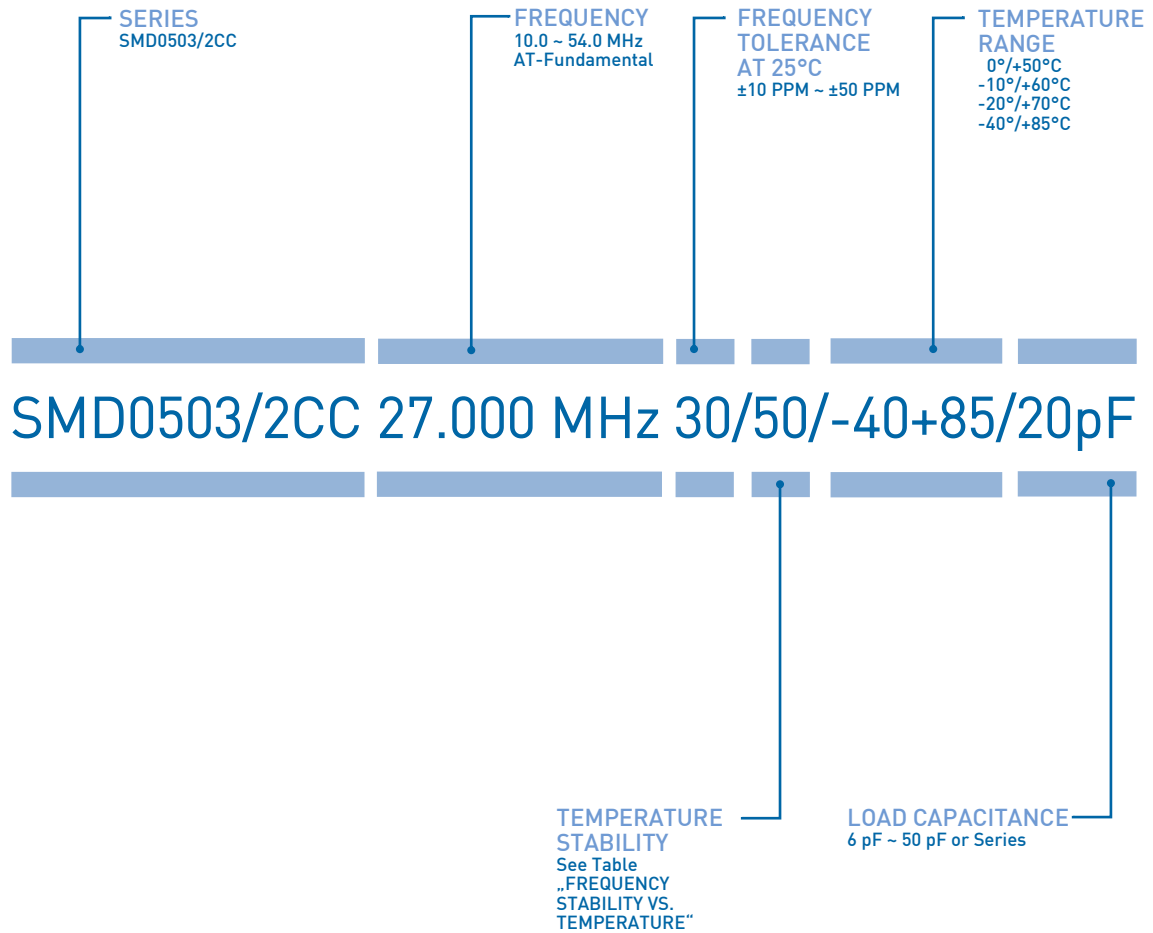 SERIES
SMD0503/2CC
FREQUENCY
10.0 ~ 54.0 MHz
AT-Fundamental
FREQUENCY
TOLERANCE
AT 25°C
±10 PPM ~ ±50 PPM
TEMPERATURE
RANGE
0°/+50°C
-10°/+60°C
-20°/+70°C
-40°/+85°C
SMD0503/2CC 27.000 MHz 30/50/-40+85/20pF
TEMPERATURE
STABILITY
See Table
„FREQUENCY
STABILITY VS.
TEMPERATURE“
LOAD CAPACITANCE
6 pF ~ 50 pF or Series